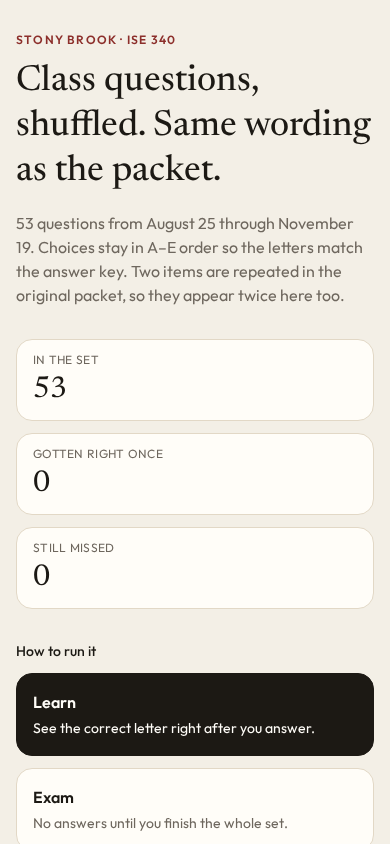 STONY BROOK · ISE 340
Class questions,
shuffled. Same wording
as the packet.
53 questions from August 25 through November
19. Choices stay in A–E order so the letters match
the answer key. Two items are repeated in the
original packet, so they appear twice here too.
IN THE SET
53
GOTTEN RIGHT ONCE
0
STILL MISSED
0
How to run it
Learn
See the correct letter right after you answer.
Exam
No answers until you finish the whole set.